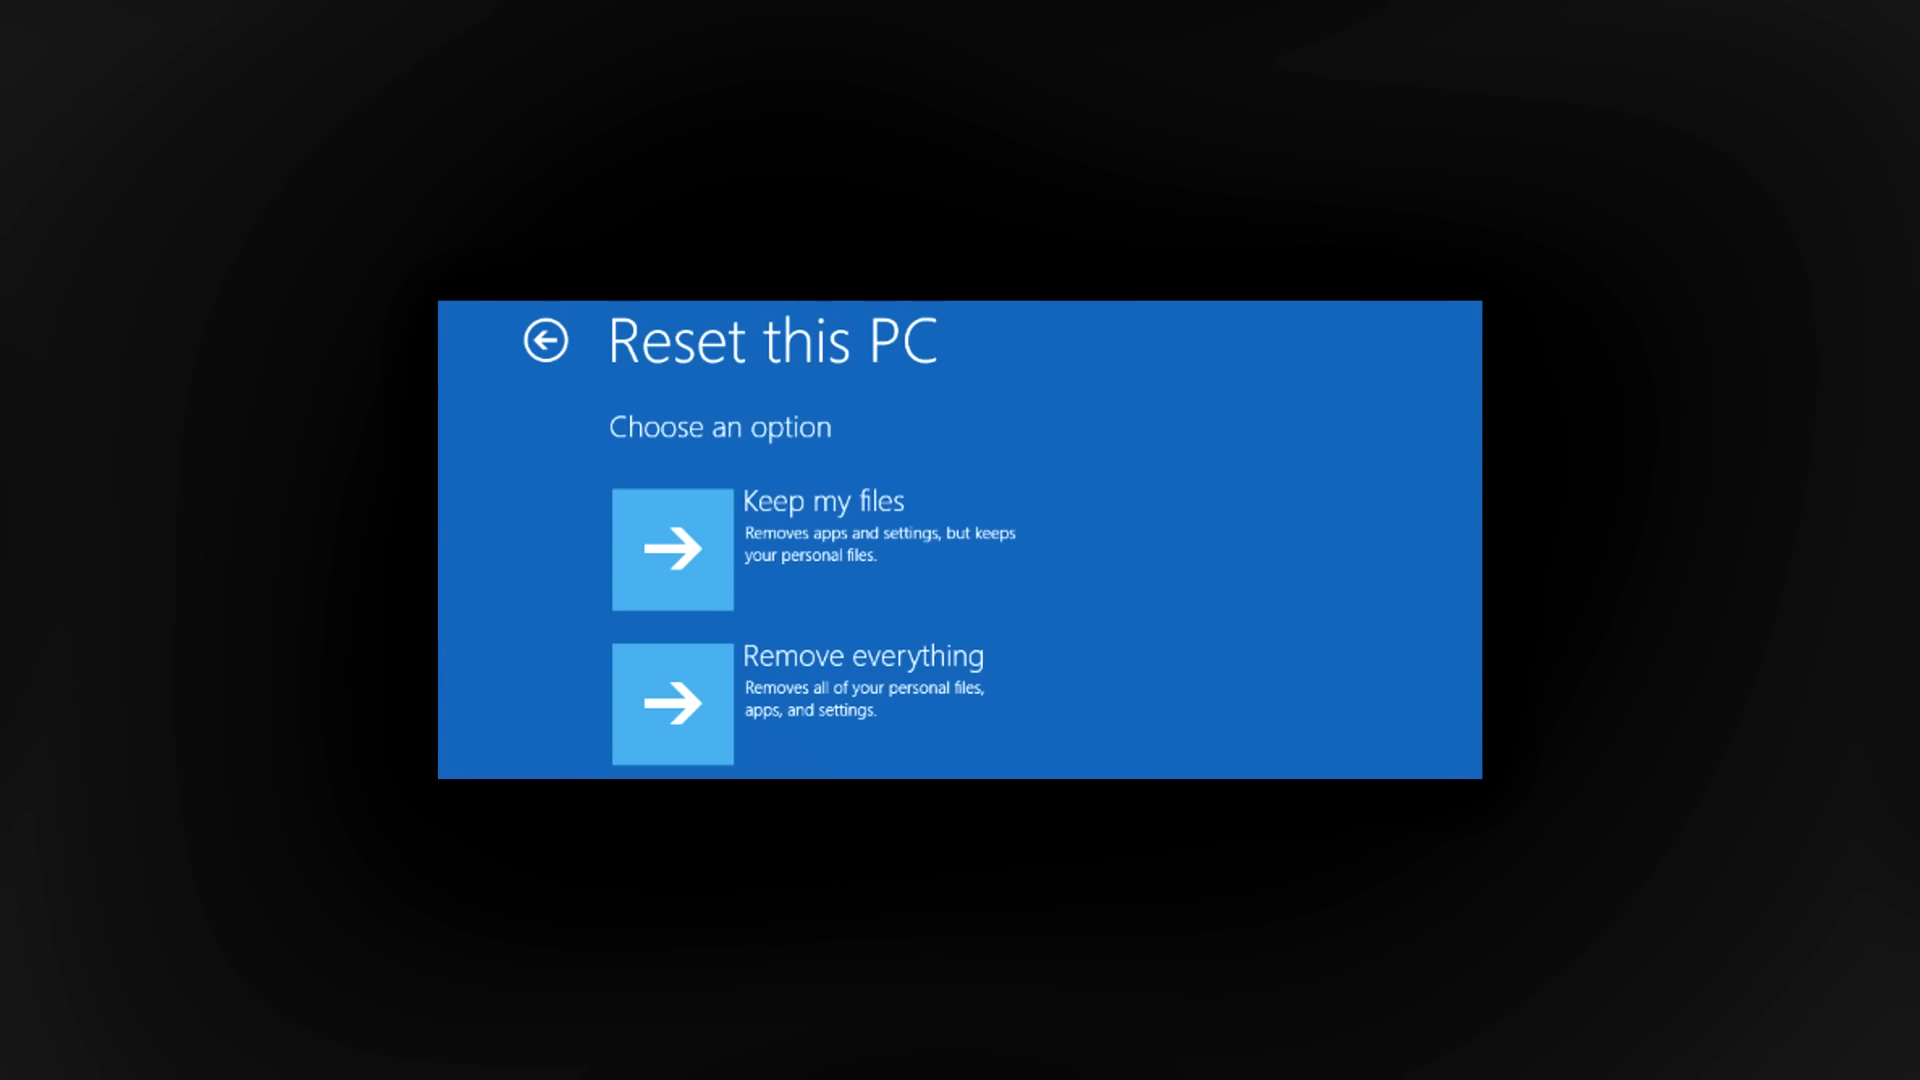 Reset this PC
Choose an option
Keep my files
Removes apps and settings, but keeps
your personal files.
Remove everything
Removes all of your personal files,
apps, and settings.